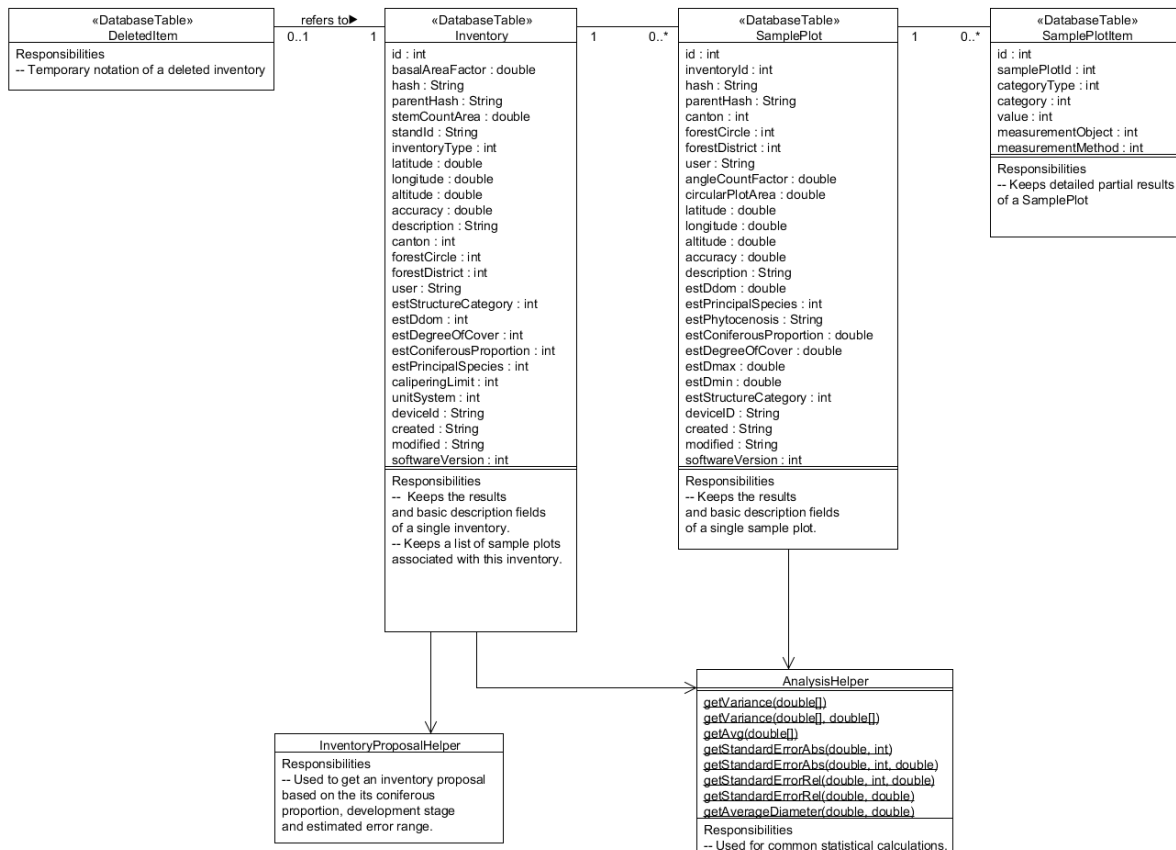 «DatabaseTable»
DeletedItem
Responsibilities
-- Temporary notation of a deleted inventory
refers to
0..1
1
«DatabaseTable»
Inventory
id : int
basalAreaFactor : double
hash : String
parentHash : String
stemCountArea : double
standId : String
inventoryType : int
latitude : double
longitude : double
altitude : double
accuracy : double
description : String
canton : int
forestCircle : int
forestDistrict : int
user : String
estStructureCategory : int
estDdom : int
estDegreeOfCover : int
estConiferousProportion : int
estPrincipalSpecies : int
caliperingLimit : int
unitSystem : int
deviceId : String
created : String
modified : String
softwareVersion : int
Responsibilities
-- Keeps the results
and basic description fields
of a single inventory.
-- Keeps a list of sample plots
associated with this inventory.
1
0..*
«DatabaseTable»
SamplePlot
id : int
inventoryId : int
hash : String
parentHash : String
canton : int
forestCircle : int
forestDistrict : int
user : String
angleCountFactor : double
circularPlotArea : double
latitude : double
longitude : double
altitude : double
accuracy : double
description : String
estDdom : double
estPrincipalSpecies : int
estPhytocenosis : String
estConiferousProportion : double
estDegreeOfCover : double
estDmax : double
estDmin : double
estStructureCategory : int
deviceID : String
created : String
modified : String
softwareVersion : int
Responsibilities
-- Keeps the results
and basic description fields
of a single sample plot.
1
0..*
«DatabaseTable»
SamplePlotItem
id : int
samplePlotId : int
categoryType : int
category : int
value : int
measurementObject : int
measurementMethod : int
Responsibilities
-- Keeps detailed partial results
of a SamplePlot
InventoryProposalHelper
Responsibilities
-- Used to get an inventory proposal
based on the its coniferous
proportion, development stage
and estimated error range.
AnalysisHelper
getVariance(double[])
getVariance(double[], double[])
getAvg(double[])
getStandardErrorAbs(double, int)
getStandardErrorAbs(double, int, double)
getStandardErrorRel(double, int, double)
getStandardErrorRel(double, double)
getAverageDiameter(double, double)
Responsibilities
-- Used for common statistical calculations.